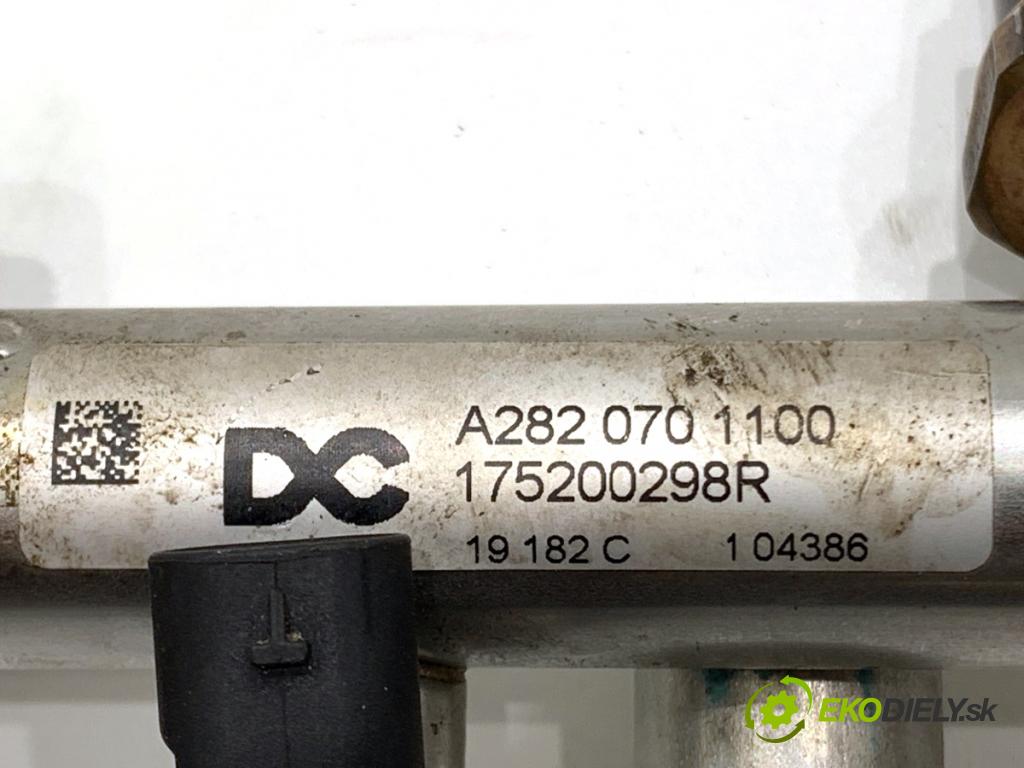 DC
A282 070 1100
175200298R
19 182 C 1 04386
EKODIELY.sk